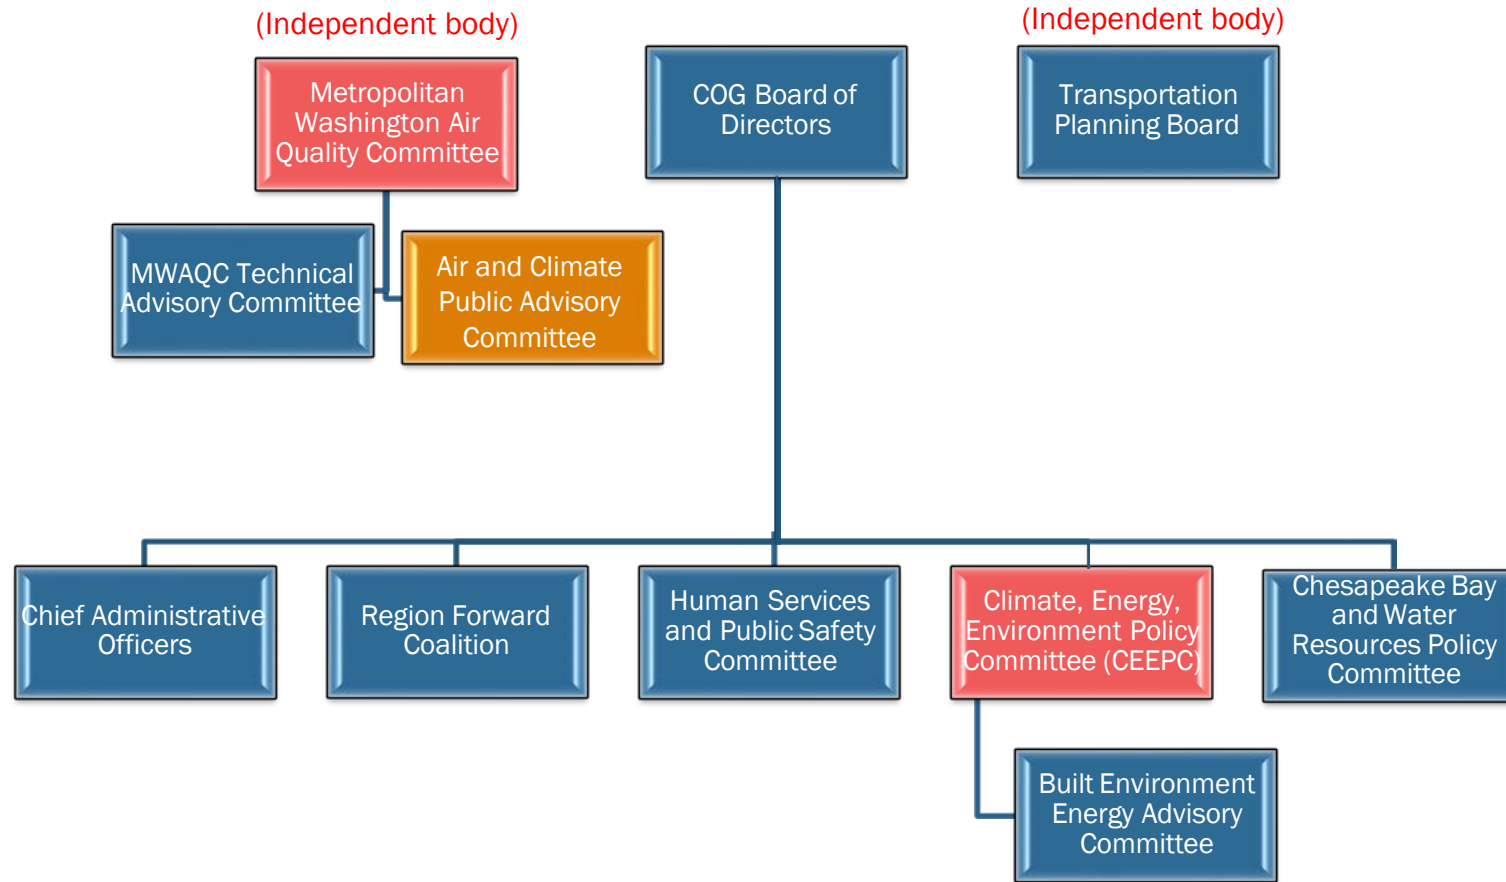 (Independent body)
(Independent body)
Metropolitan
Washington Air
Quality Committee
COG Board of
Directors
Transportation
Planning Board
MWAQC Technical
Advisory Committee
Air and Climate
Public Advisory
Committee
Chief Administrative
Officers
Region Forward
Coalition
Human Services
and Public Safety
Committee
Climate, Energy,
Environment Policy
Committee (CEEPC)
Chesapeake Bay
and Water
Resources Policy
Committee
Built Environment
Energy Advisory
Committee